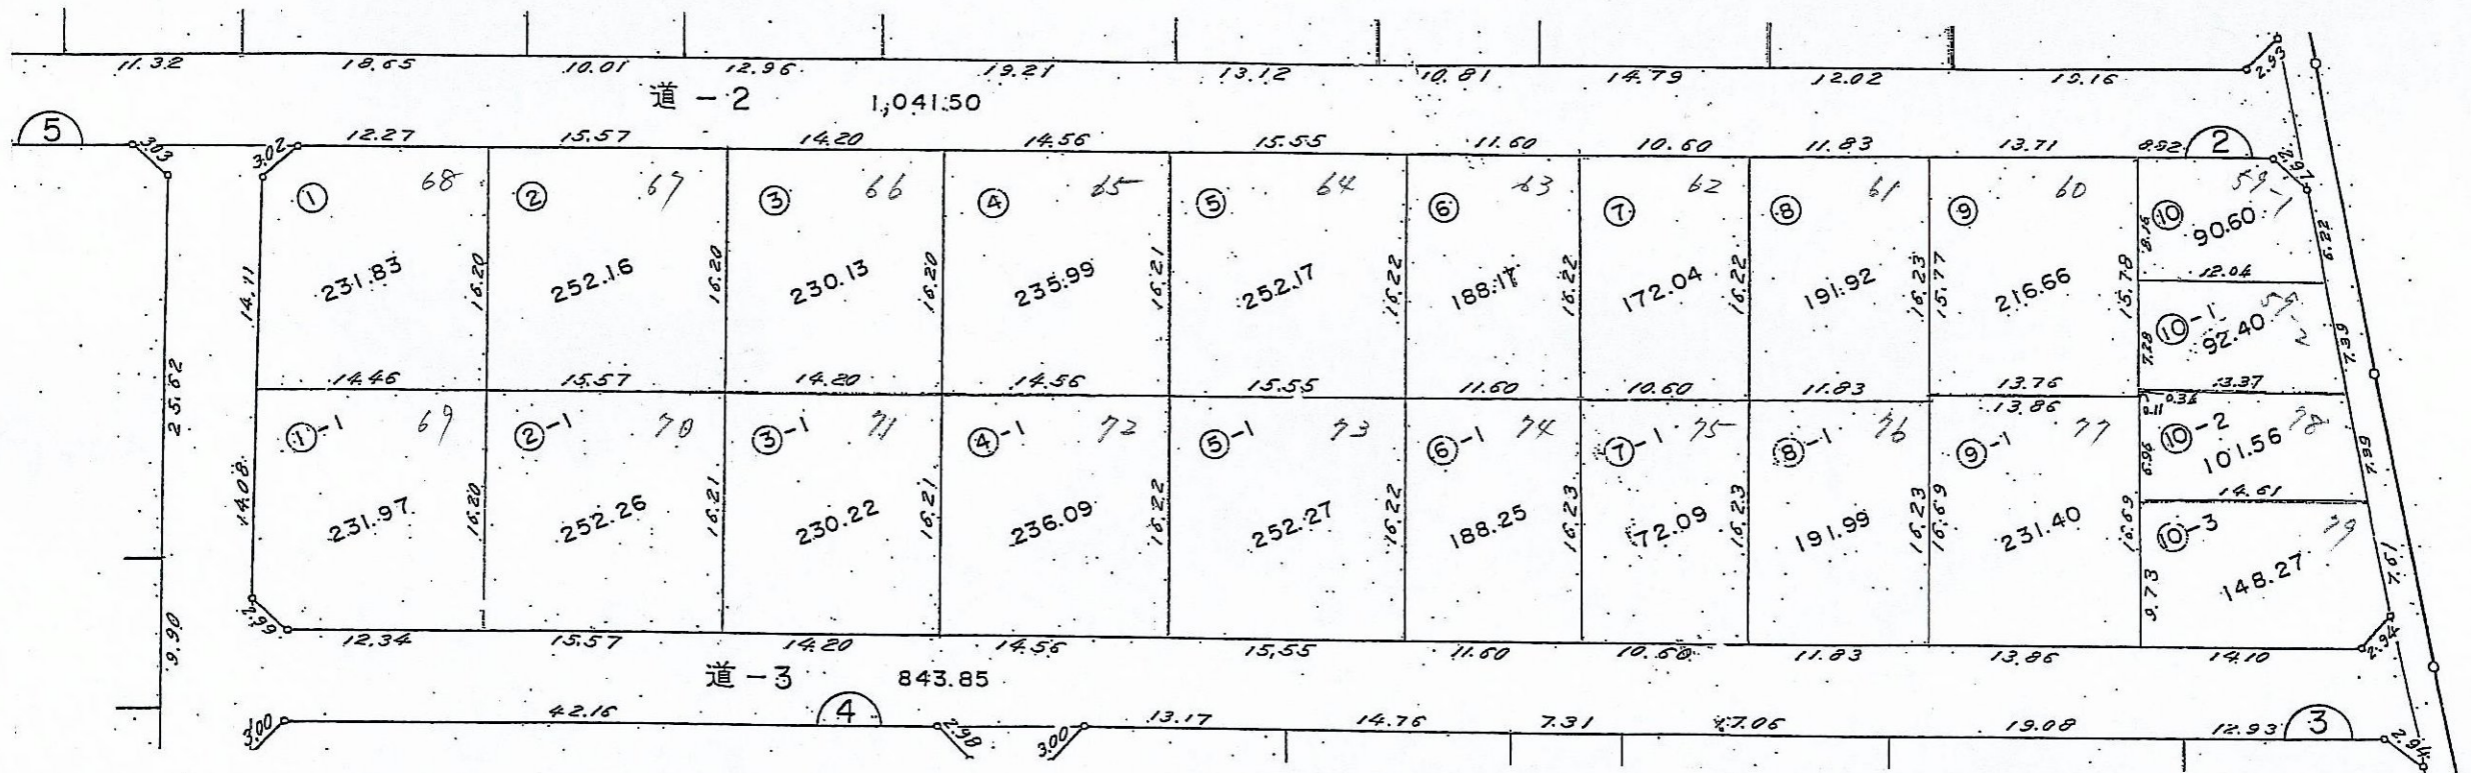 11.32 18.65 10.01 12.96 19.21 13.12 10.81 14.79 12.02 15.16 2.93
道-2 1,041.50
5 3.03 3.02 12.27 15.57 14.20 14.56 15.55 11.60 10.60 11.83 13.71 8.92 2 2.97
① 68 ② 67 ③ 66 ④ 65 ⑤ 64 ⑥ 63 ⑦ 62 ⑧ 61 ⑨ 60 ⑩ 59-1
231.83 252.16 230.13 235.99 252.17 188.17 172.04 191.92 216.66 90.60
14.11 16.20 16.20 16.20 16.21 16.22 16.22 16.22 16.23 15.77 15.78 8.15 6.22
12.04
⑩-1 59-2
92.40
7.28 7.39
25.62
14.46 15.57 14.20 14.56 15.55 11.60 10.60 11.83 13.76 13.37
13.86 0.11 0.36
①-1 69 ②-1 70 ③-1 71 ④-1 72 ⑤-1 73 ⑥-1 74 ⑦-1 75 ⑧-1 76 ⑨-1 77 ⑩-2 78
101.56
6.96 7.39
14.61
14.08 16.20 16.21 16.21 16.22 16.22 16.23 16.23 16.23 16.69 16.69
231.97 252.26 230.22 236.09 252.27 188.25 172.09 191.99 231.40
⑩-3 79
148.27
9.73 7.01
9.90
2.99 12.34 15.57 14.20 14.56 15.55 11.60 10.60 11.83 13.86 14.10 2.94
道-3 843.85
3.00 42.16 4 2.98 3.00 13.17 14.76 7.31 17.06 19.08 12.93 3 2.94